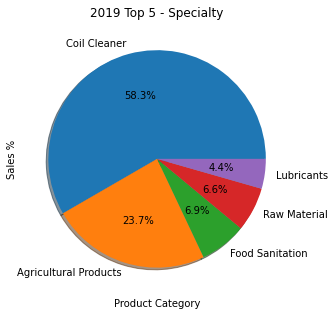 2019 Top 5 - Specialty
Coil Cleaner
58.3%
4.4%
Sales %
Lubricants
6.6%
6.9%
Raw Material
23.7%
Food Sanitation
Agricultural Products
Product Category